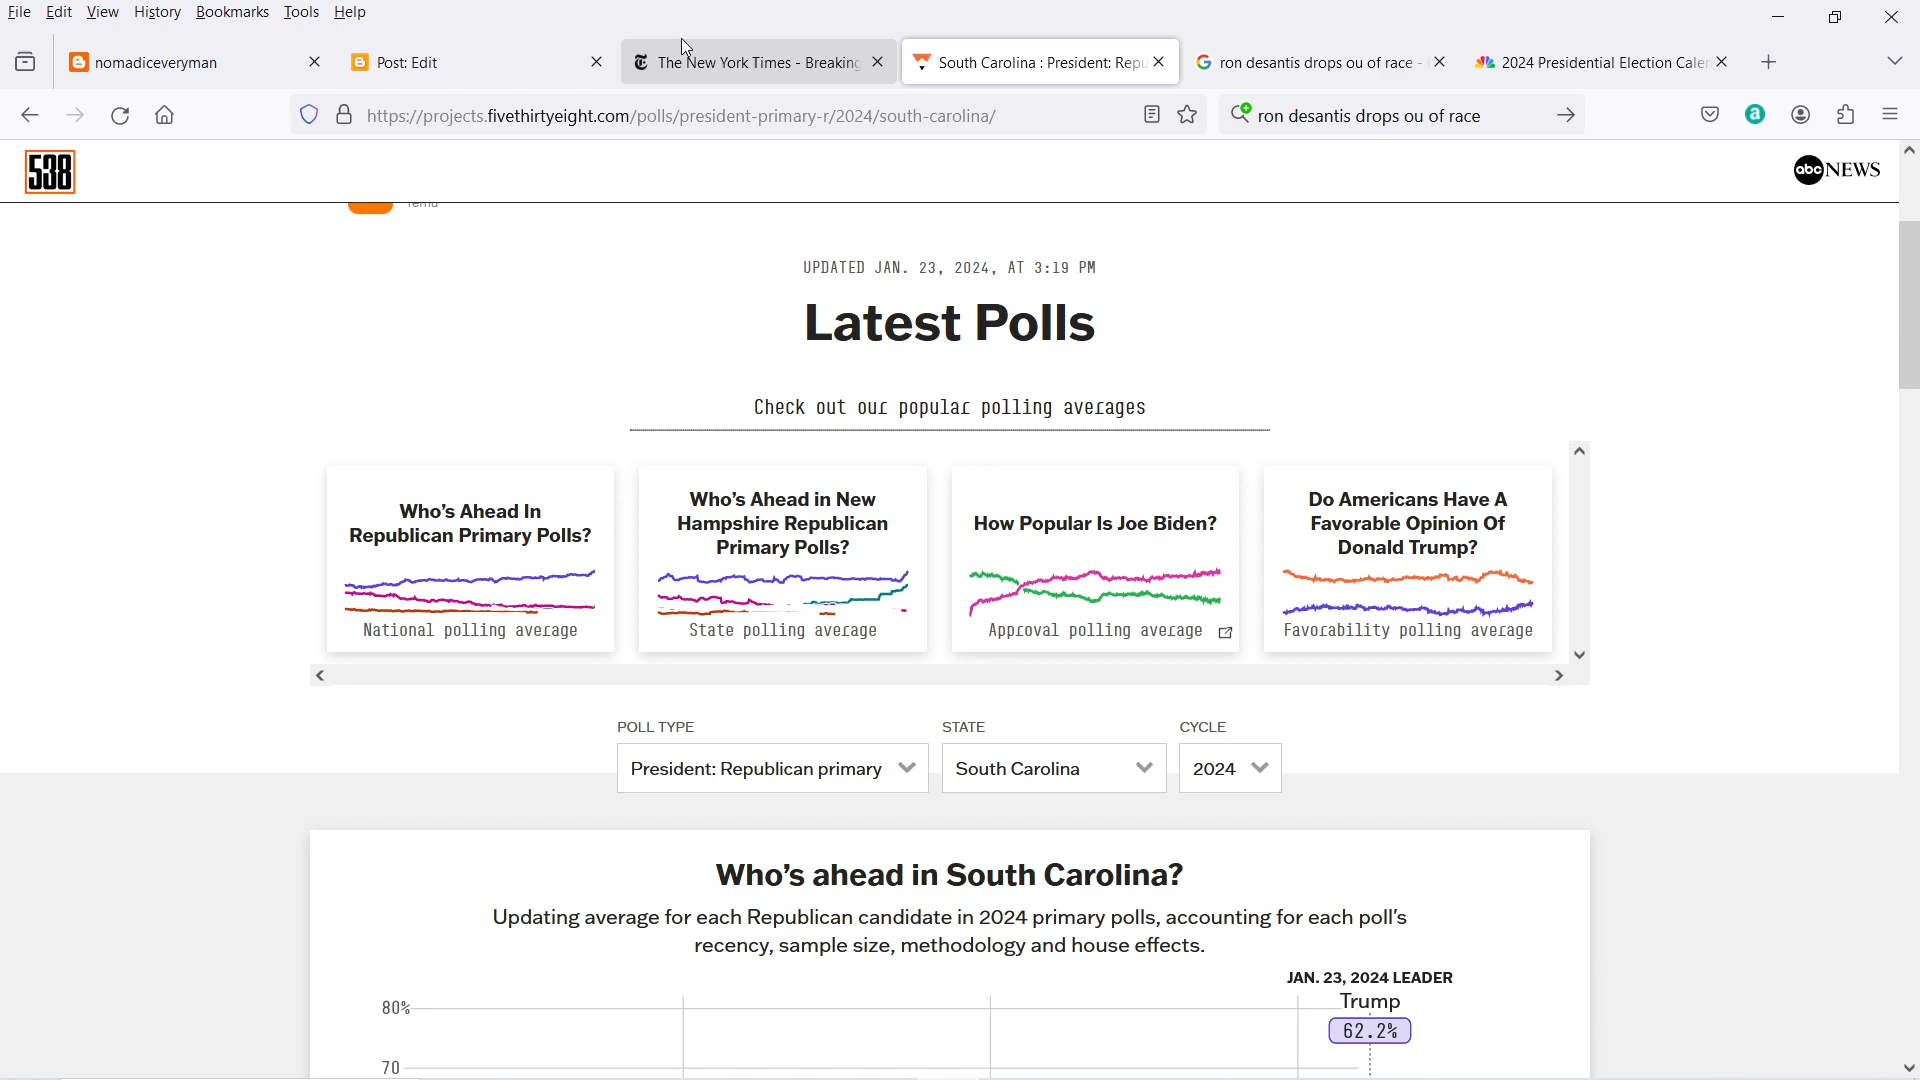 File Edit View History Bookmarks Tools Help
nomadiceveryman
Post: Edit
The New York Times - Breaking
South Carolina : President: Repu
ron desantis drops ou of race -
2024 Presidential Election Calen
https://projects.fivethirtyeight.com/polls/president-primary-r/2024/south-carolina/
ron desantis drops ou of race
a
538
abc NEWS
UPDATED JAN. 23, 2024, AT 3:19 PM
Latest Polls
Check out our popular polling averages
Who's Ahead In
Republican Primary Polls?
National polling average
Who's Ahead in New
Hampshire Republican
Primary Polls?
State polling average
How Popular Is Joe Biden?
Approval polling average
Do Americans Have A
Favorable Opinion Of
Donald Trump?
Favorability polling average
POLL TYPE
President: Republican primary
STATE
South Carolina
CYCLE
2024
Who's ahead in South Carolina?
Updating average for each Republican candidate in 2024 primary polls, accounting for each poll's
recency, sample size, methodology and house effects.
JAN. 23, 2024 LEADER
Trump
62.2%
80%
70